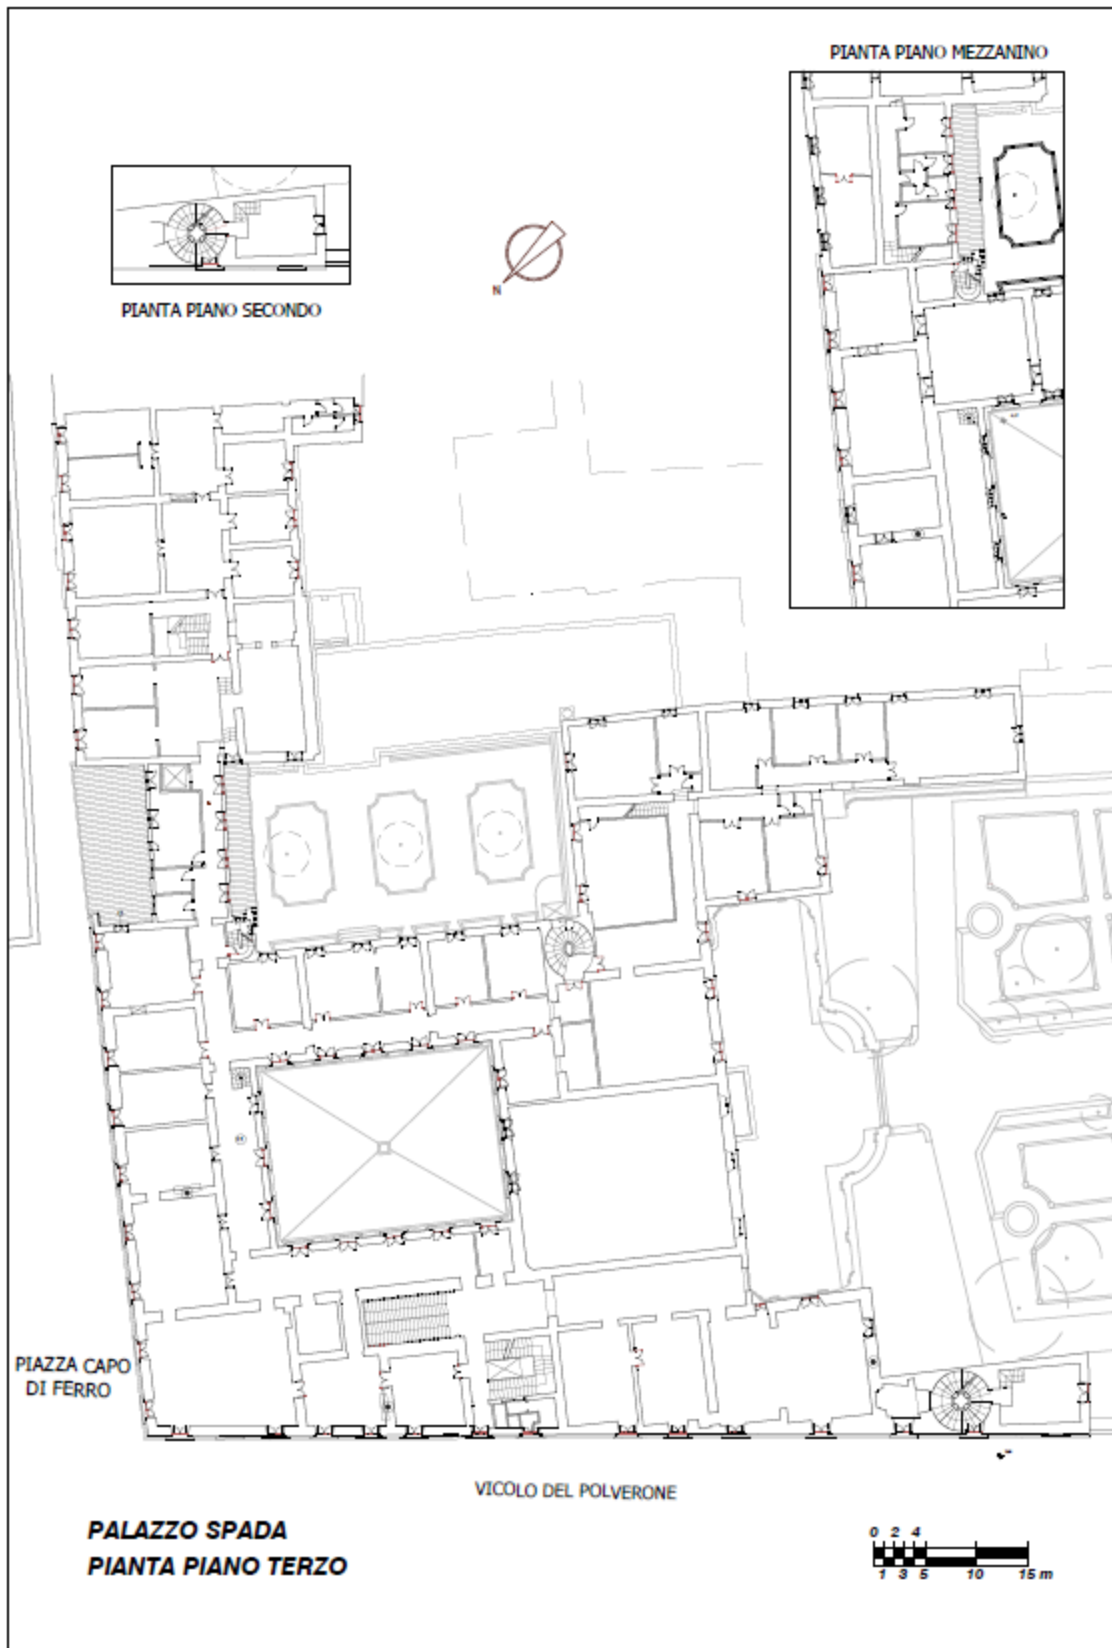 PIANTA PIANO MEZZANINO
PIANTA PIANO SECONDO
N
PIAZZA CAPO
DI FERRO
VICOLO DEL POLVERONE
PALAZZO SPADA
PIANTA PIANO TERZO
0 2 4
1 3 5 10 15 m